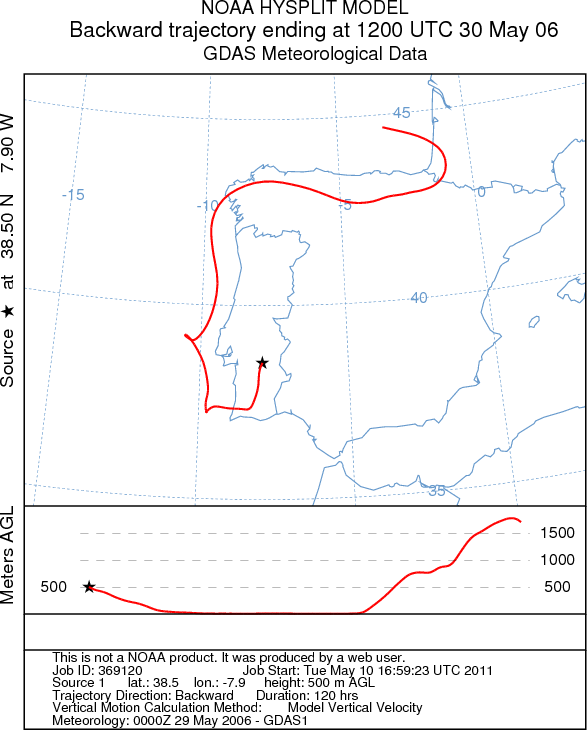 NOAA HYSPLIT MODEL
Backward trajectory ending at 1200 UTC 30 May 06
GDAS Meteorological Data
Source ★ at 38.50 N 7.90 W
45
-15
-10
-5
0
40
35
Meters AGL
1500
1000
500
500
This is not a NOAA product. It was produced by a web user.
Job ID: 369120 Job Start: Tue May 10 16:59:23 UTC 2011
Source 1 lat.: 38.5 lon.: -7.9 height: 500 m AGL
Trajectory Direction: Backward Duration: 120 hrs
Vertical Motion Calculation Method: Model Vertical Velocity
Meteorology: 0000Z 29 May 2006 - GDAS1